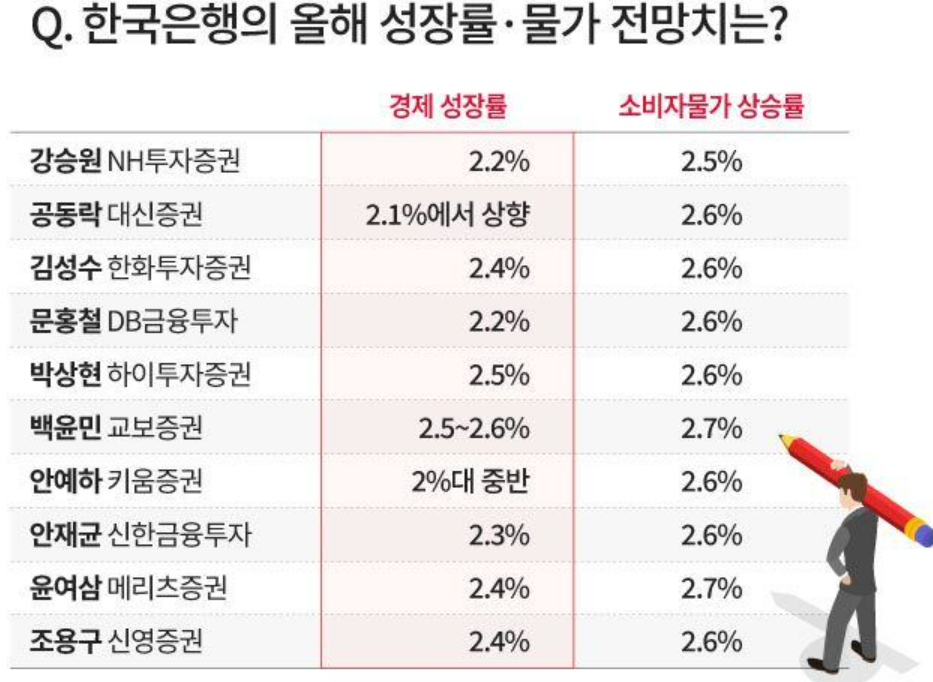 Q. 한국은행의 올해 성장률·물가 전망치는?
경제 성장률 소비자물가 상승률
강승원 NH투자증권 2.2% 2.5%
공동락 대신증권 2.1%에서 상향 2.6%
김성수 한화투자증권 2.4% 2.6%
문홍철 DB금융투자 2.2% 2.6%
박상현 하이투자증권 2.5% 2.6%
백윤민 교보증권 2.5~2.6% 2.7%
안예하 키움증권 2%대 중반 2.6%
안재균 신한금융투자 2.3% 2.6%
윤여삼 메리츠증권 2.4% 2.7%
조용구 신영증권 2.4% 2.6%